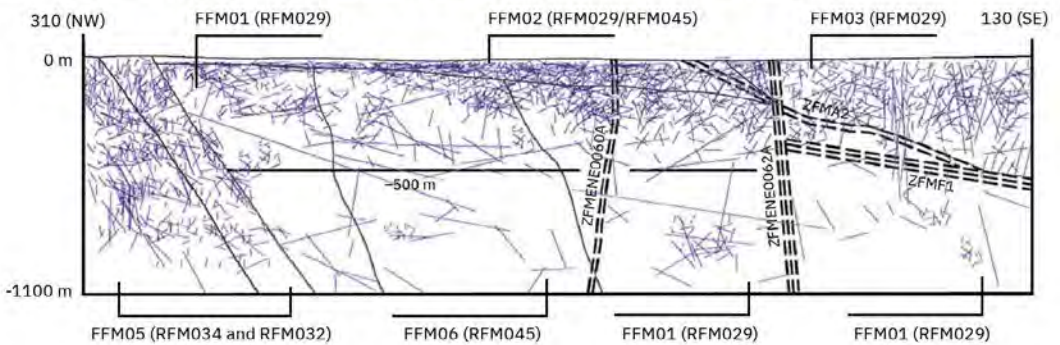 310 (NW)
FFM01 (RFM029)
FFM02 (RFM029/RFM045)
FFM03 (RFM029)
130 (SE)
0 m
ZFMA2
ZFMENE0060A
ZFMENE0062A
ZFMF1
−500 m
-1100 m
FFM05 (RFM034 and RFM032)
FFM06 (RFM045)
FFM01 (RFM029)
FFM01 (RFM029)